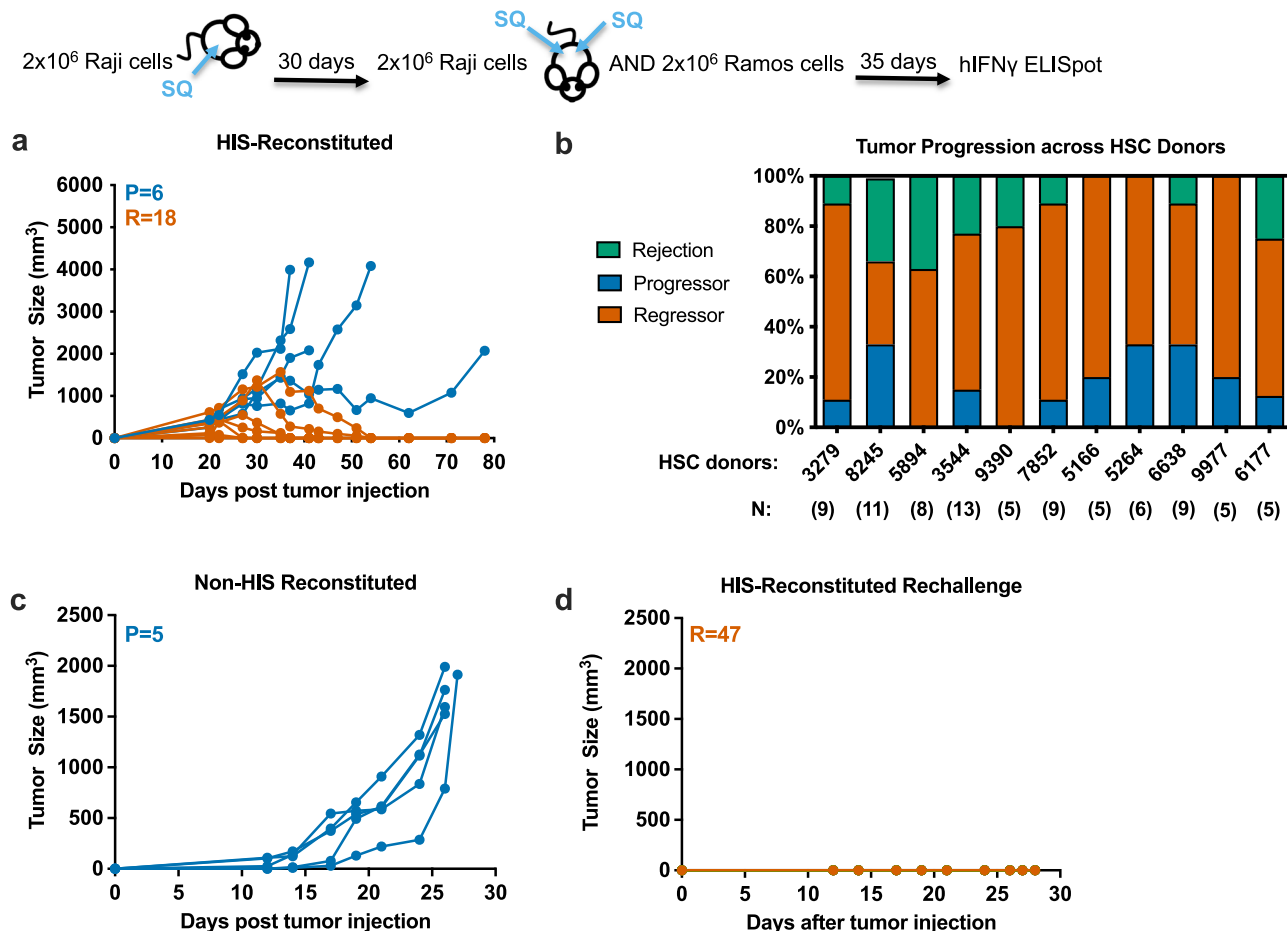 SQ
SQ
2x10⁶ Raji cells
SQ
30 days
2x10⁶ Raji cells
AND 2x10⁶ Ramos cells
35 days
hIFNγ ELISpot
a
HIS-Reconstituted
P=6
R=18
Tumor Size (mm³)
6000
5000
4000
3000
2000
1000
0
0 10 20 30 40 50 60 70 80
Days post tumor injection
b
Tumor Progression across HSC Donors
Rejection
Progressor
Regressor
100%
80%
60%
40%
20%
0%
HSC donors: 3279 8245 5894 3544 9390 7852 5166 5264 6638 9977 6177
N: (9) (11) (8) (13) (5) (9) (5) (6) (9) (5) (5)
c
Non-HIS Reconstituted
P=5
Tumor Size (mm³)
2500
2000
1500
1000
500
0
0 5 10 15 20 25 30
Days post tumor injection
d
HIS-Reconstituted Rechallenge
R=47
Tumor Size (mm³)
2500
2000
1500
1000
500
0
0 5 10 15 20 25 30
Days after tumor injection